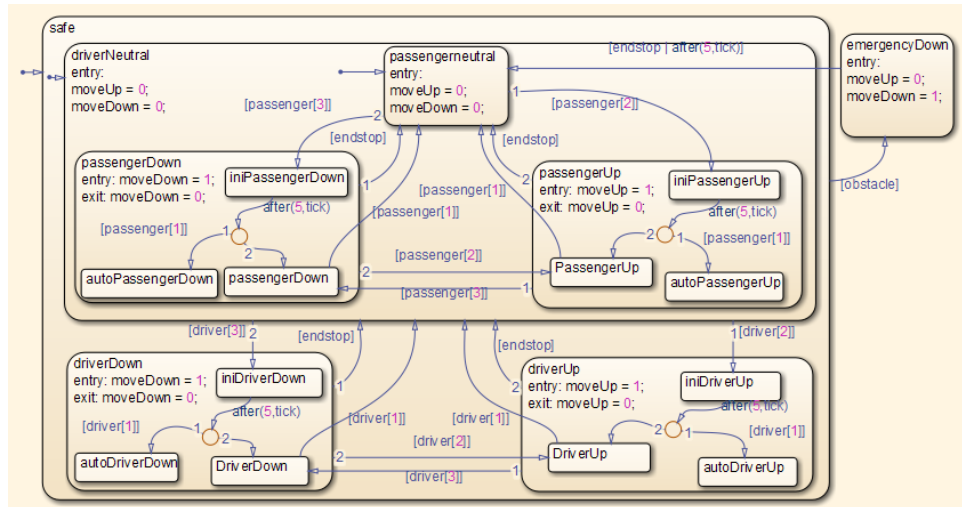 safe
driverNeutral
entry:
moveUp = 0;
moveDown = 0;
passengerneutral
entry:
moveUp = 0;
moveDown = 0;
[endstop | after(5,tick)]
emergencyDown
entry:
moveUp = 0;
moveDown = 1;
[passenger[3]]
2
1
[passenger[2]]
[endstop]
[endstop]
passengerDown
entry: moveDown = 1;
exit: moveDown = 0;
iniPassengerDown
1
after(5,tick)
[passenger[1]]
1
2
autoPassengerDown
passengerDown
[passenger[1]]
[passenger[1]]
2
passengerUp
entry: moveUp = 1;
exit: moveUp = 0;
iniPassengerUp
after(5,tick)
2
1
[passenger[1]]
PassengerUp
autoPassengerUp
[obstacle]
2
[passenger[2]]
[passenger[3]]
1
[driver[3]]
2
[endstop]
1
[driver[2]]
[endstop]
driverDown
entry: moveDown = 1;
exit: moveDown = 0;
iniDriverDown
1
after(5,tick)
[driver[1]]
1
2
autoDriverDown
DriverDown
[driver[1]]
[driver[1]]
2
driverUp
entry: moveUp = 1;
exit: moveUp = 0;
iniDriverUp
after(5,tick)
2
1
[driver[1]]
DriverUp
autoDriverUp
2
[driver[2]]
[driver[3]]
1